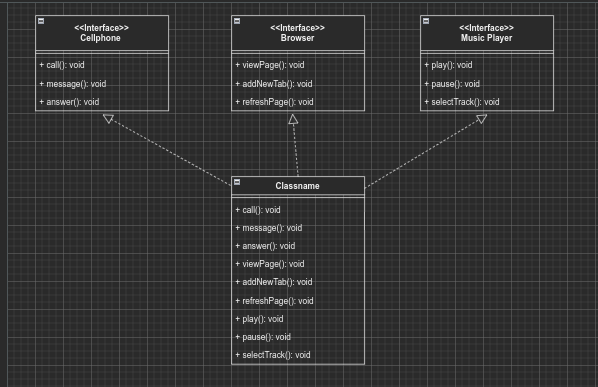 <<Interface>>
Cellphone
+ call(): void
+ message(): void
+ answer(): void
<<Interface>>
Browser
+ viewPage(): void
+ addNewTab(): void
+ refreshPage(): void
<<Interface>>
Music Player
+ play(): void
+ pause(): void
+ selectTrack(): void
Classname
+ call(): void
+ message(): void
+ answer(): void
+ viewPage(): void
+ addNewTab(): void
+ refreshPage(): void
+ play(): void
+ pause(): void
+ selectTrack(): void